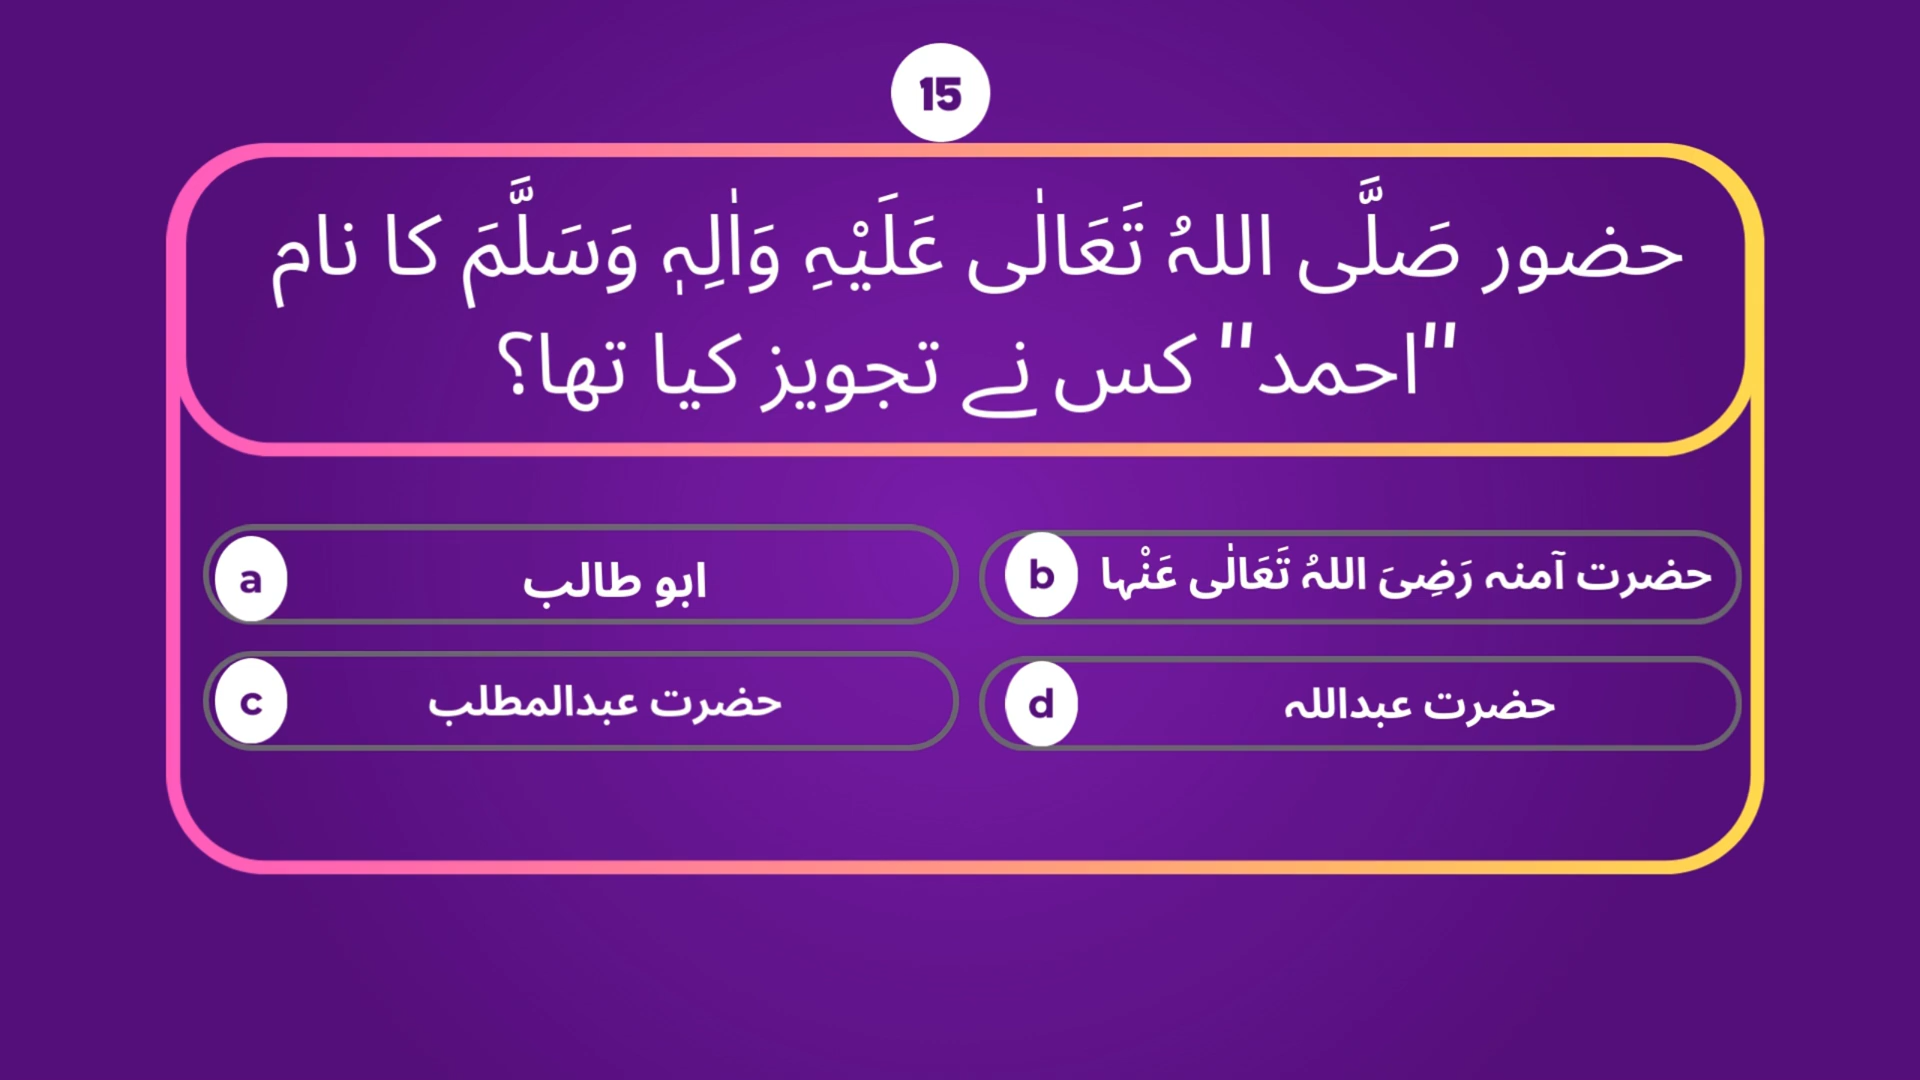 15
حضور صَلَّی اللہُ تَعَالٰی عَلَیْہِ وَاٰلِہٖ وَسَلَّمَ کا نام
"احمد" کس نے تجویز کیا تھا؟
a ابو طالب
b حضرت آمنہ رَضِیَ اللہُ تَعَالٰی عَنْہا
c حضرت عبدالمطلب
d حضرت عبداللہ